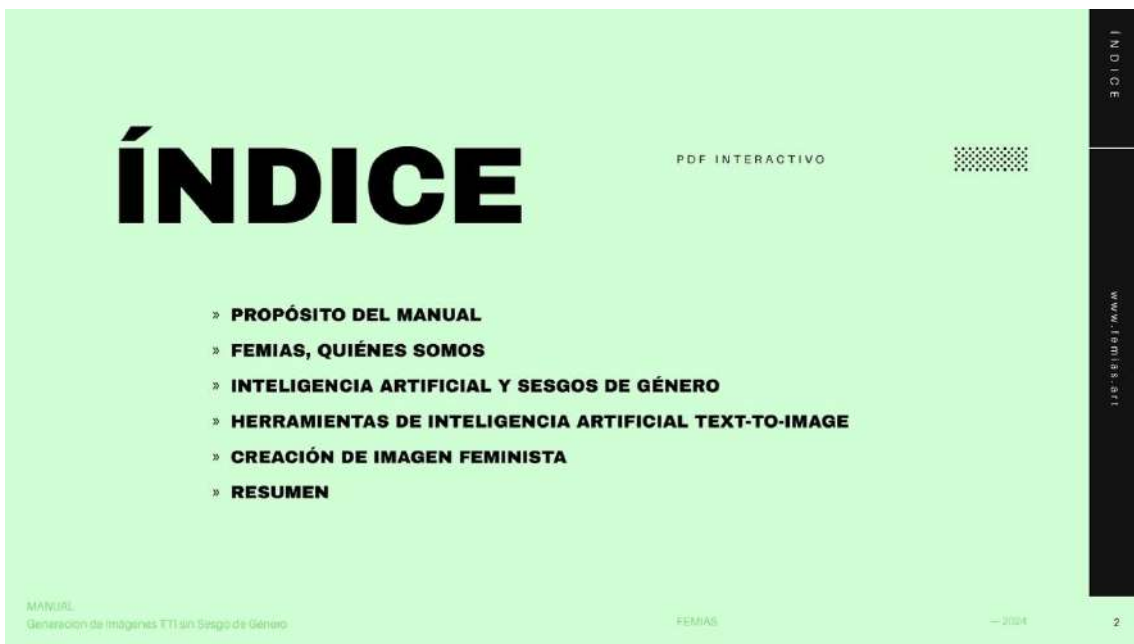 ÍNDICE
PDF INTERACTIVO
» PROPÓSITO DEL MANUAL
» FEMIAS, QUIÉNES SOMOS
» INTELIGENCIA ARTIFICIAL Y SESGOS DE GÉNERO
» HERRAMIENTAS DE INTELIGENCIA ARTIFICIAL TEXT-TO-IMAGE
» CREACIÓN DE IMAGEN FEMINISTA
» RESUMEN
ÍNDICE
www.femias.art
MANUAL
Generación de Imágenes TTI sin Sesgo de Género
FEMIAS
— 2024
2